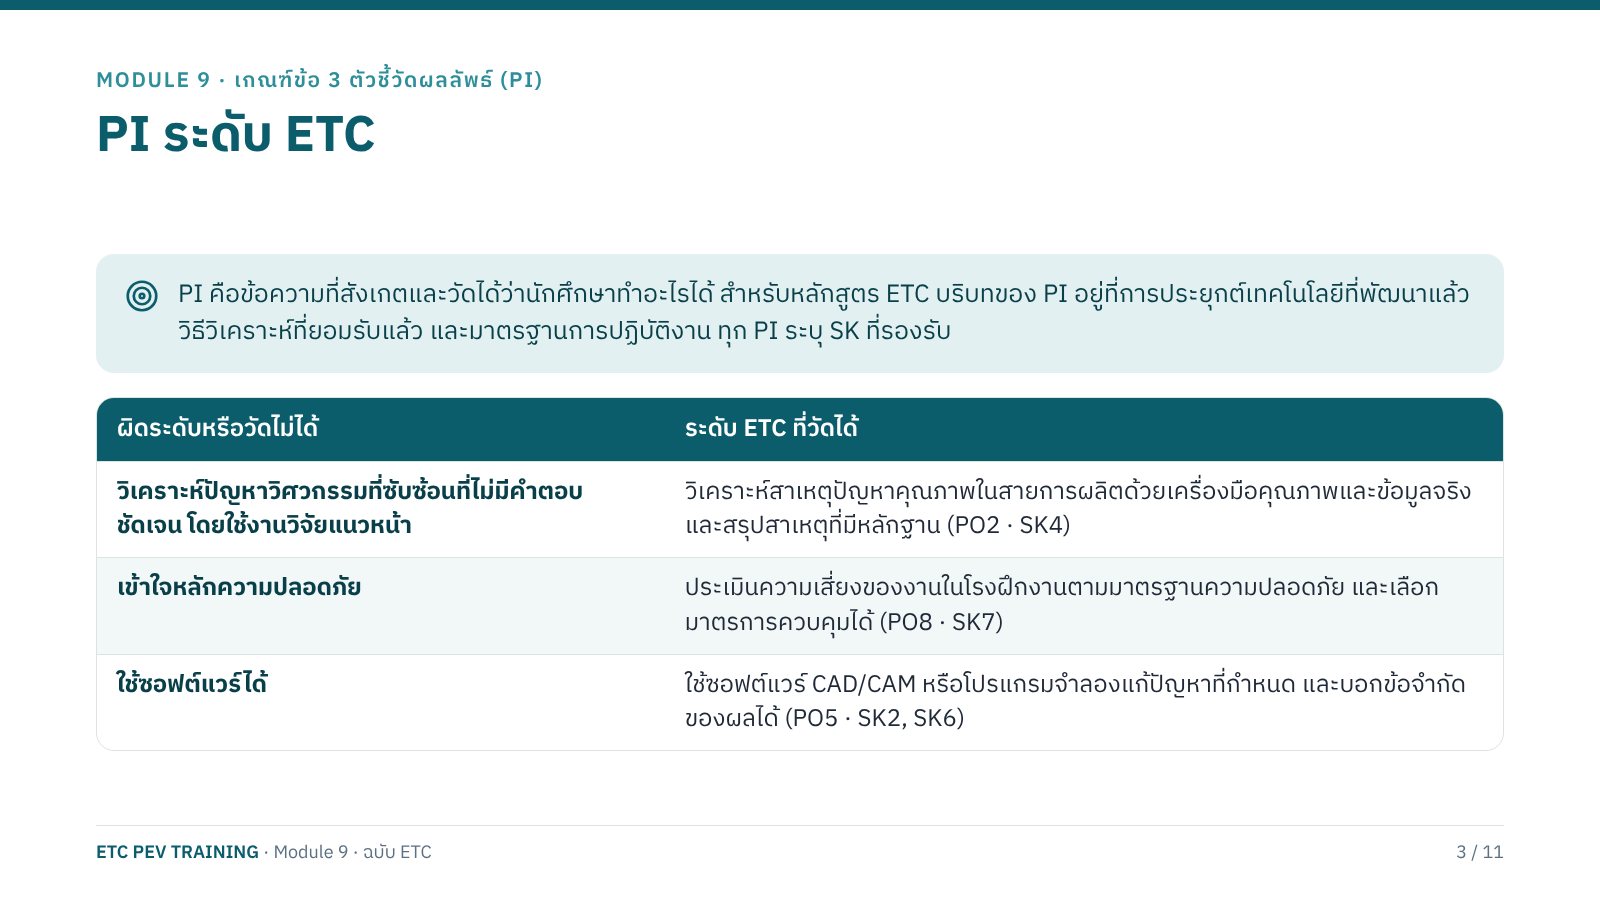 MODULE 9 · เกณฑ์ข้อ 3 ตัวชี้วัดผลลัพธ์ (PI)
PI ระดับ ETC
PI คือข้อความที่สังเกตและวัดได้ว่านักศึกษาทำอะไรได้ สำหรับหลักสูตร ETC บริบทของ PI อยู่ที่การประยุกต์เทคโนโลยีที่พัฒนาแล้ว
วิธีวิเคราะห์ที่ยอมรับแล้ว และมาตรฐานการปฏิบัติงาน ทุก PI ระบุ SK ที่รองรับ
ผิดระดับหรือวัดไม่ได้
ระดับ ETC ที่วัดได้
วิเคราะห์ปัญหาวิศวกรรมที่ซับซ้อนที่ไม่มีคำตอบ
ชัดเจน โดยใช้งานวิจัยแนวหน้า
วิเคราะห์สาเหตุปัญหาคุณภาพในสายการผลิตด้วยเครื่องมือคุณภาพและข้อมูลจริง
และสรุปสาเหตุที่มีหลักฐาน (PO2 · SK4)
เข้าใจหลักความปลอดภัย
ประเมินความเสี่ยงของงานในโรงฝึกงานตามมาตรฐานความปลอดภัย และเลือก
มาตรการควบคุมได้ (PO8 · SK7)
ใช้ซอฟต์แวร์ได้
ใช้ซอฟต์แวร์ CAD/CAM หรือโปรแกรมจำลองแก้ปัญหาที่กำหนด และบอกข้อจำกัด
ของผลได้ (PO5 · SK2, SK6)
ETC PEV TRAINING · Module 9 · ฉบับ ETC
3 / 11